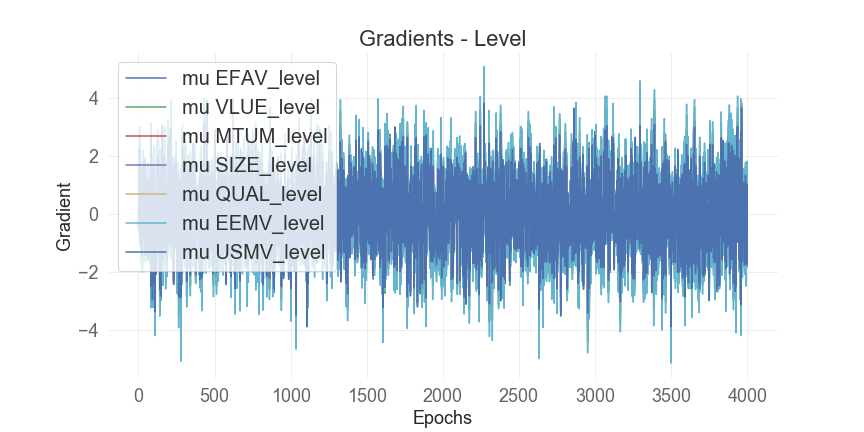 Gradients - Level
mu EFAV_level
mu VLUE_level
mu MTUM_level
mu SIZE_level
mu QUAL_level
mu EEMV_level
mu USMV_level
Gradient
4
2
0
−2
−4
0 500 1000 1500 2000 2500 3000 3500 4000
Epochs